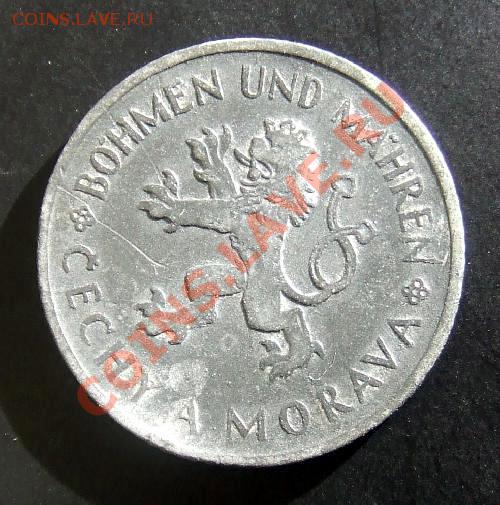 COINS.LAVE.RU
BÖHMEN UND MÄHREN
ČECHY A MORAVA
COINS.LAVE.RU